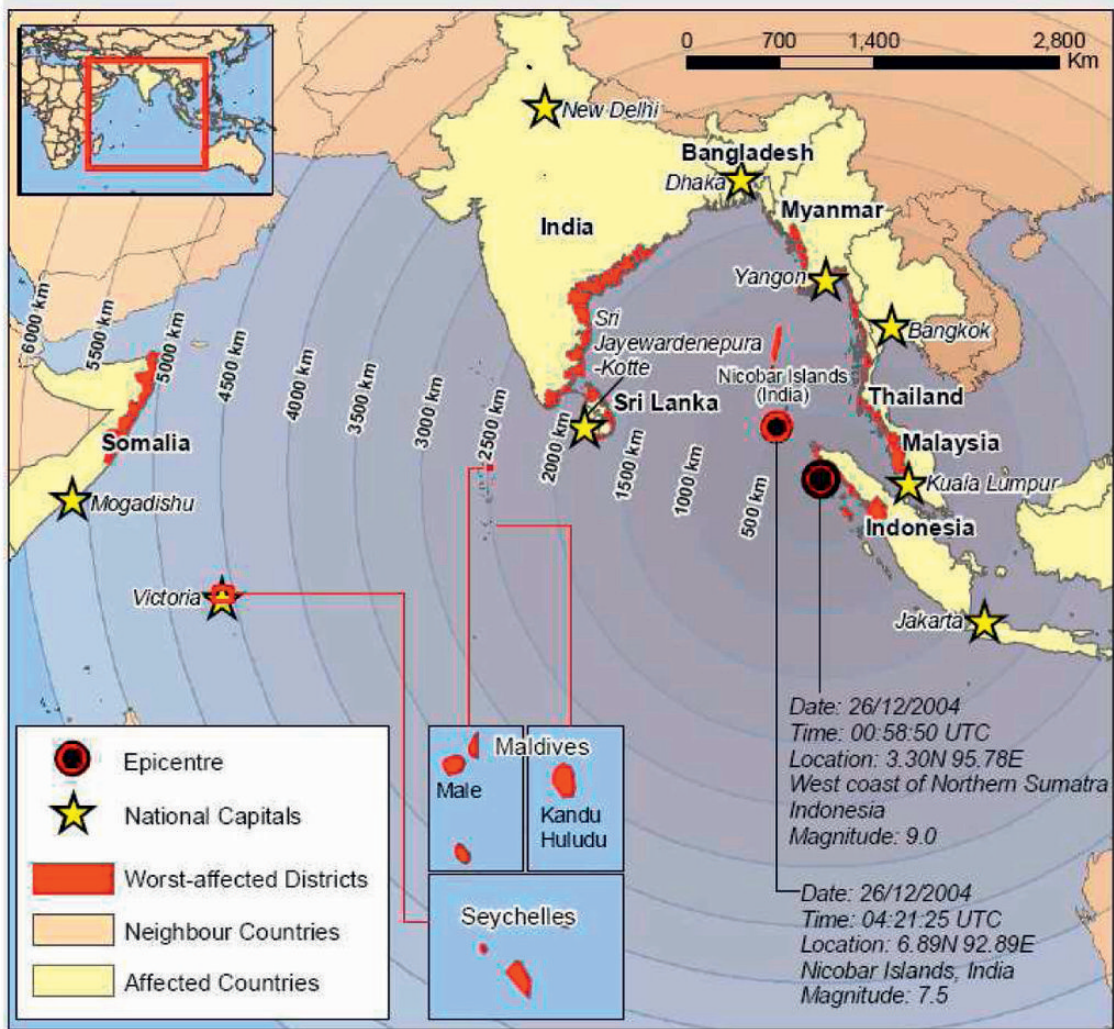 0 700 1,400 2,800
Km
New Delhi
Bangladesh
Dhaka
Myanmar
India
Yangon
Bangkok
Sri
Jayewardenepura
-Kotte
Nicobar Islands
(India)
Thailand
Sri Lanka
Malaysia
Kuala Lumpur
Somalia
Mogadishu
Indonesia
Victoria
Jakarta
6000 km
5500 km
5000 km
4500 km
4000 km
3500 km
3000 km
2500 km
2000 km
1500 km
1000 km
500 km
Date: 26/12/2004
Time: 00:58:50 UTC
Location: 3.30N 95.78E
West coast of Northern Sumatra
Indonesia
Magnitude: 9.0
Date: 26/12/2004
Time: 04:21:25 UTC
Location: 6.89N 92.89E
Nicobar Islands, India
Magnitude: 7.5
Maldives
Male
Kandu
Huludu
Seychelles
Epicentre
National Capitals
Worst-affected Districts
Neighbour Countries
Affected Countries